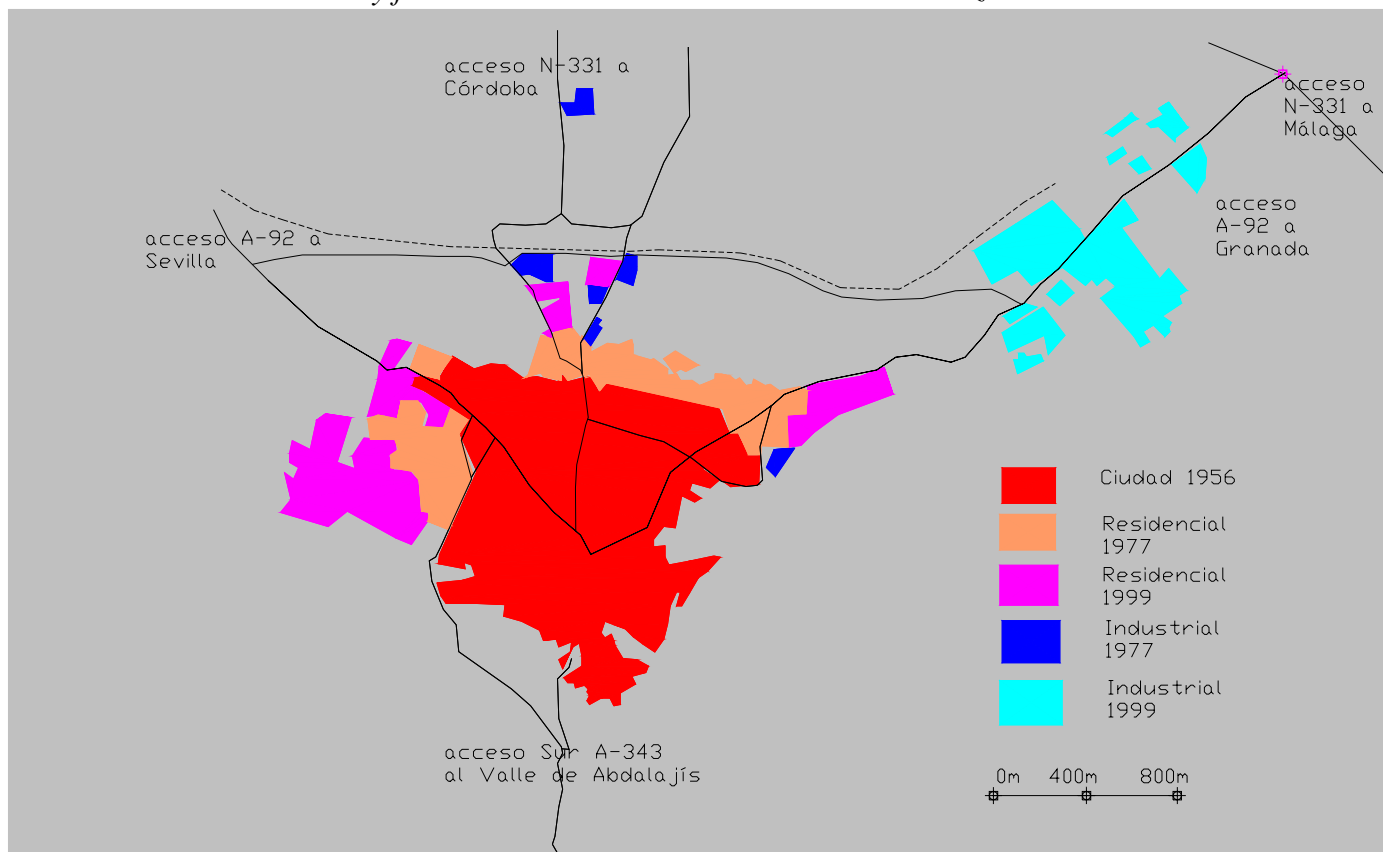 acceso N-331 a
Córdoba
acceso
N-331 a
Málaga
acceso
A-92 a
Granada
acceso A-92 a
Sevilla
Ciudad 1956
Residencial
1977
Residencial
1999
Industrial
1977
Industrial
1999
acceso Sur A-343
al Valle de Abdalajís
0m 400m 800m